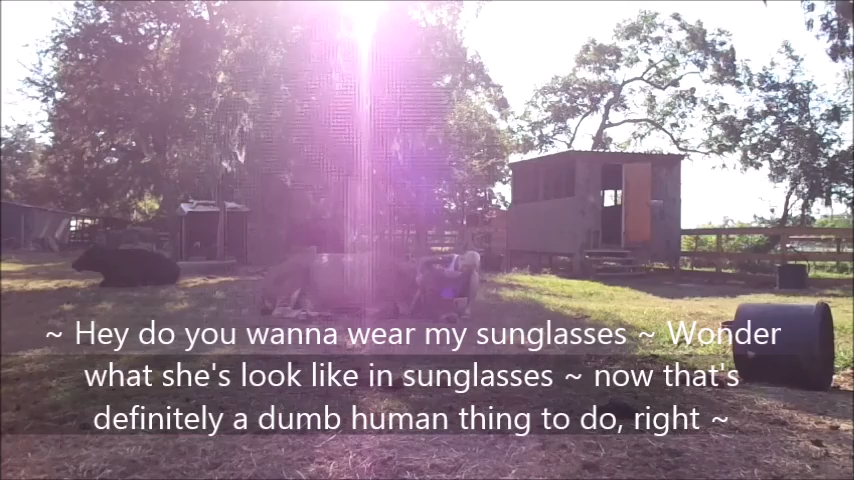 ~ Hey do you wanna wear my sunglasses ~ Wonder
what she's look like in sunglasses ~ now that's
definitely a dumb human thing to do, right ~